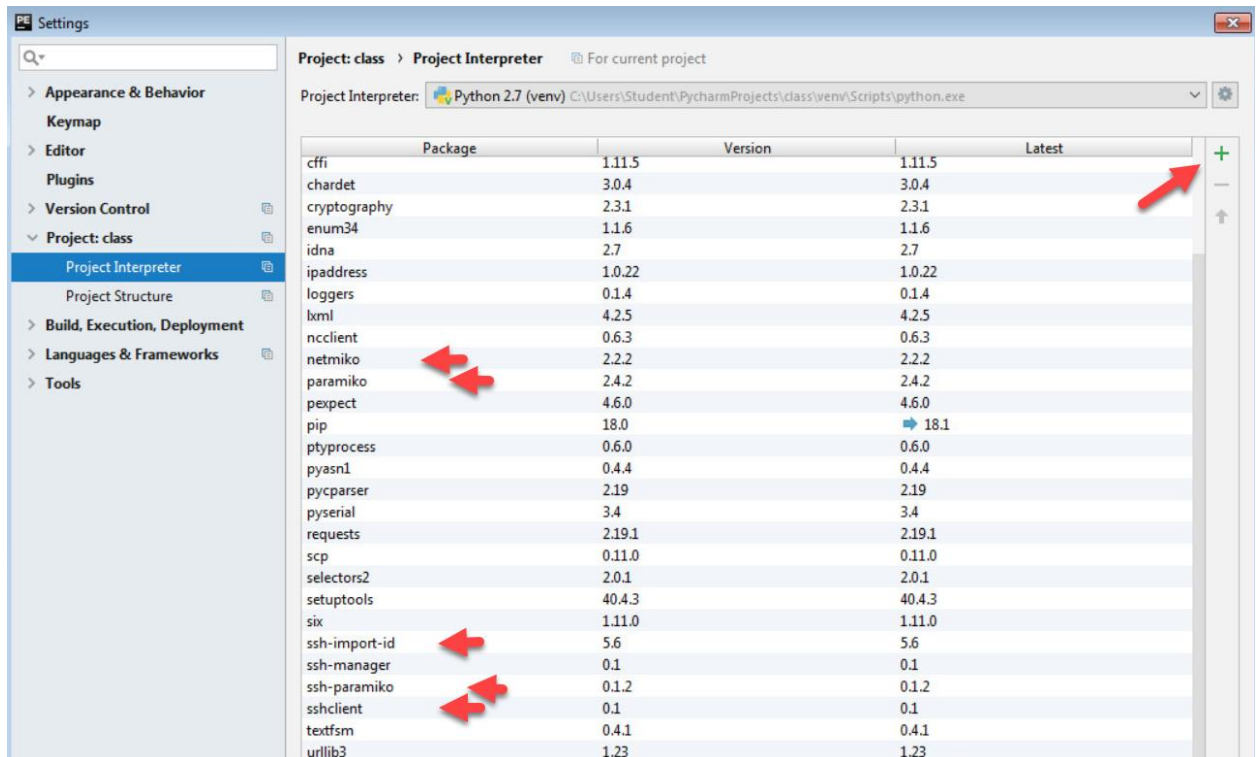 PE Settings
Project: class > Project Interpreter For current project
Project Interpreter: Python 2.7 (venv) C:\Users\Student\PycharmProjects\class\venv\Scripts\python.exe
> Appearance & Behavior
Keymap
> Editor
Plugins
> Version Control
Project: class
Project Interpreter
Project Structure
> Build, Execution, Deployment
> Languages & Frameworks
> Tools
Package Version Latest
cffi 1.11.5 1.11.5
chardet 3.0.4 3.0.4
cryptography 2.3.1 2.3.1
enum34 1.1.6 1.1.6
idna 2.7 2.7
ipaddress 1.0.22 1.0.22
loggers 0.1.4 0.1.4
lxml 4.2.5 4.2.5
ncclient 0.6.3 0.6.3
netmiko 2.2.2 2.2.2
paramiko 2.4.2 2.4.2
pexpect 4.6.0 4.6.0
pip 18.0 18.1
ptyprocess 0.6.0 0.6.0
pyasn1 0.4.4 0.4.4
pycparser 2.19 2.19
pyserial 3.4 3.4
requests 2.19.1 2.19.1
scp 0.11.0 0.11.0
selectors2 2.0.1 2.0.1
setuptools 40.4.3 40.4.3
six 1.11.0 1.11.0
ssh-import-id 5.6 5.6
ssh-manager 0.1 0.1
ssh-paramiko 0.1.2 0.1.2
sshclient 0.1 0.1
textfsm 0.4.1 0.4.1
urllib3 1.23 1.23